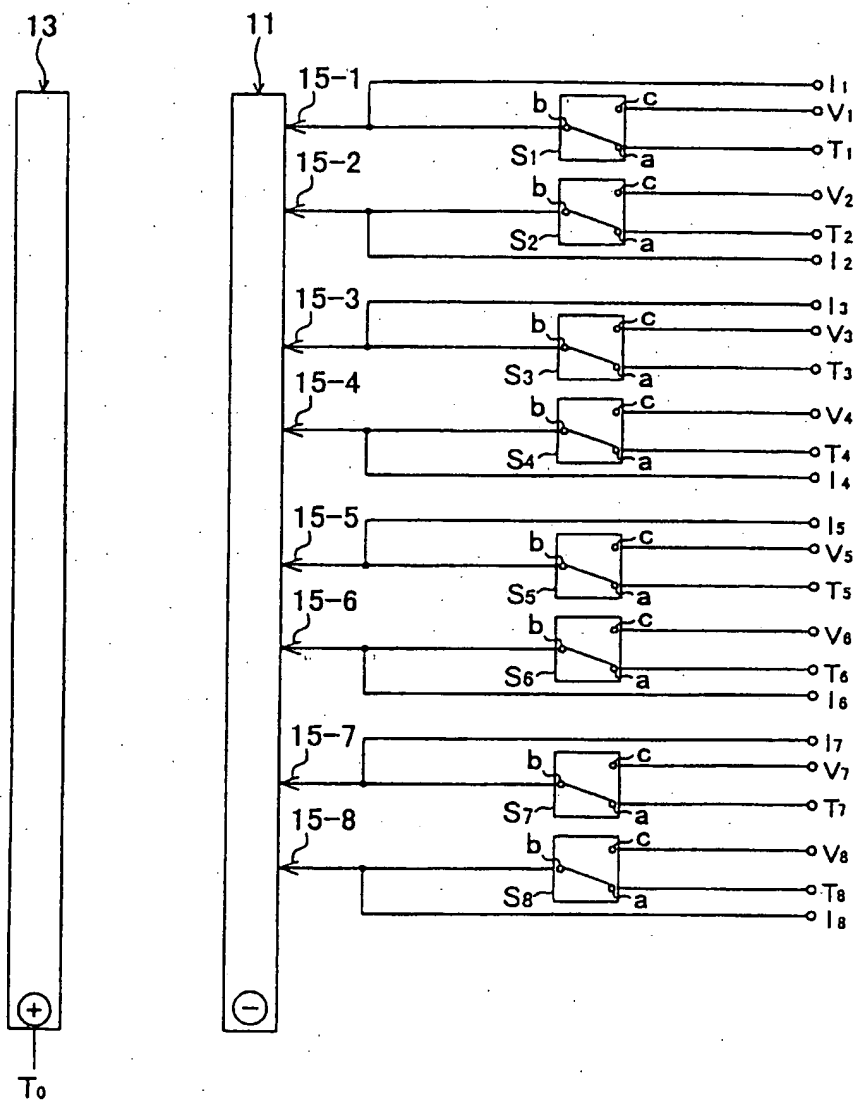 13 11
15-1 I1
b c V1
S1 a T1
15-2
b c V2
S2 a T2
I2
15-3 I3
b c V3
S3 a T3
15-4
b c V4
S4 a T4
I4
15-5 I5
b c V5
S5 a T5
15-6
b c V6
S6 a T6
I6
15-7 I7
b c V7
S7 a T7
15-8
b c V8
S8 a T8
I8
+ −
T0